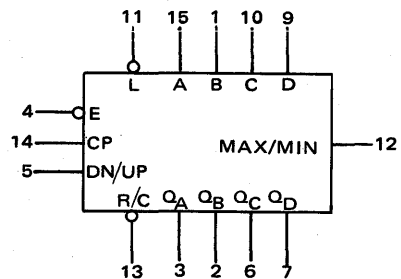 11 15 1 10 9
L A B C D
4 E
14 CP
5 DN/UP
MAX/MIN 12
R/C QA QB QC QD
13 3 2 6 7